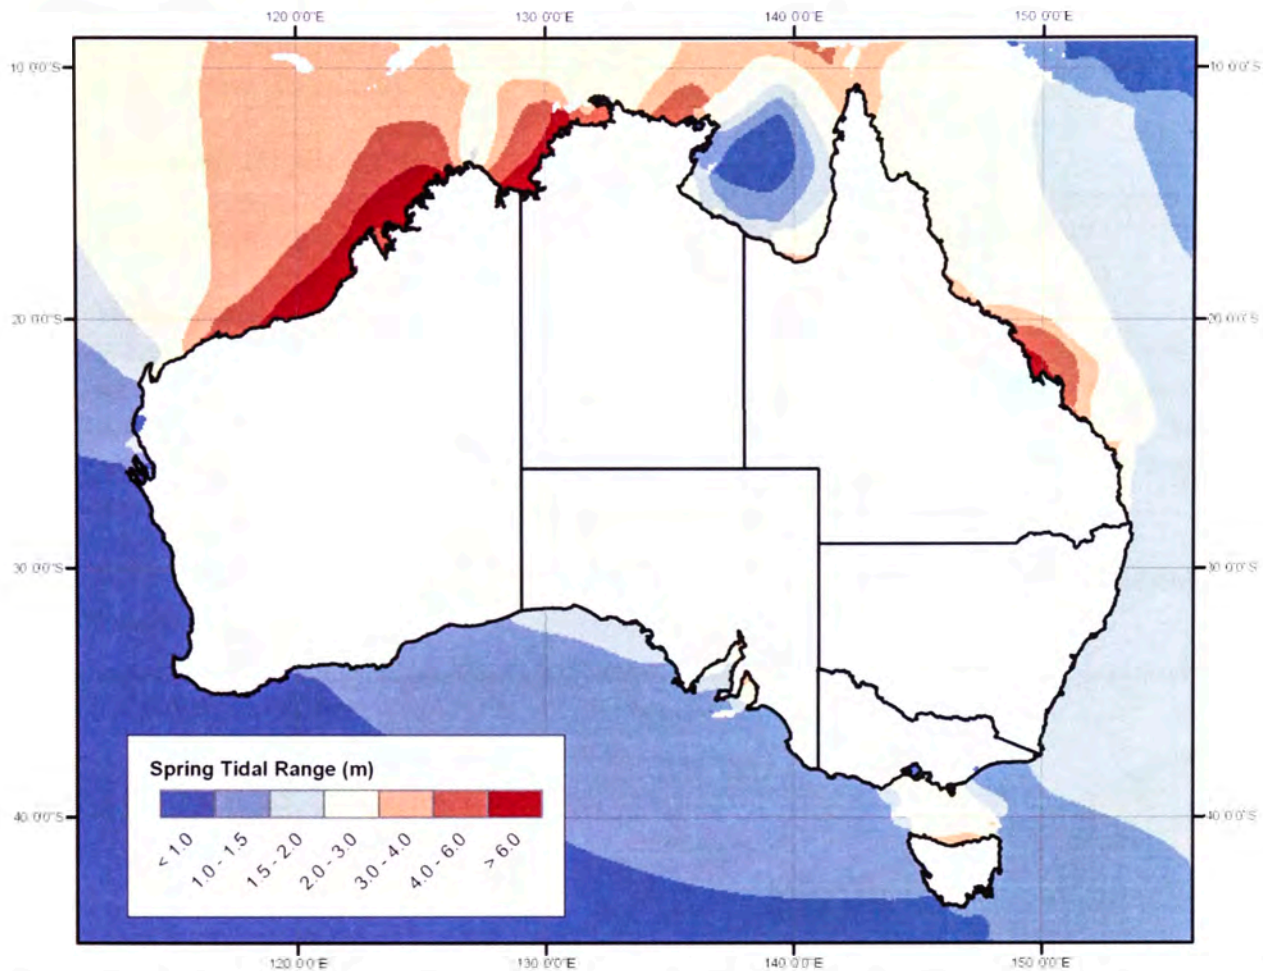 120 0'0"E 130 0'0"E 140 0'0"E 150 0'0"E
10 0'0"S 10 0'0"S
20 0'0"S 20 0'0"S
30 0'0"S 30 0'0"S
Spring Tidal Range (m)
< 1.0 1.0 - 1.5 1.5 - 2.0 2.0 - 3.0 3.0 - 4.0 4.0 - 6.0 > 6.0
40 0'0"S 40 0'0"S
120 0'0"E 130 0'0"E 140 0'0"E 150 0'0"E